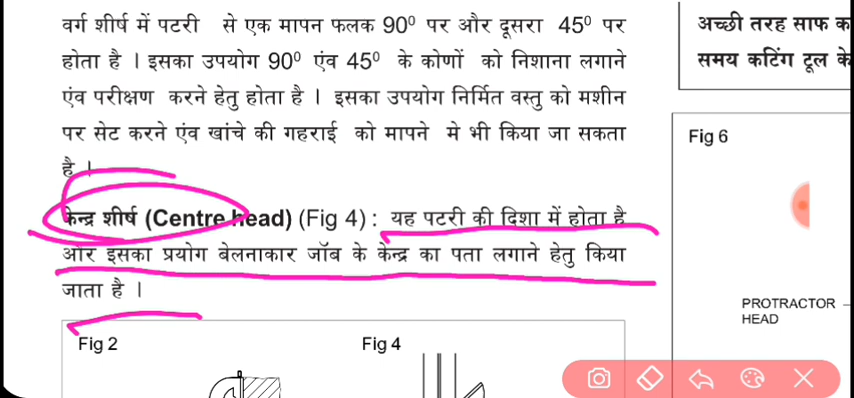 वर्ग शीर्ष में पटरी से एक मापन फलक 90⁰ पर और दूसरा 45⁰ पर
होता है । इसका उपयोग 90⁰ एंव 45⁰ के कोणों को निशाना लगाने
एंव परीक्षण करने हेतु होता है । इसका उपयोग निर्मित वस्तु को मशीन
पर सेट करने एंव खांचे की गहराई को मापने मे भी किया जा सकता
है ।
केन्द्र शीर्ष (Centre head) (Fig 4) : यह पटरी की दिशा में होता है
और इसका प्रयोग बेलनाकार जॉब के केन्द्र का पता लगाने हेतु किया
जाता है ।
Fig 2
Fig 4
अच्छी तरह साफ क
समय कटिंग टूल के
Fig 6
PROTRACTOR
HEAD